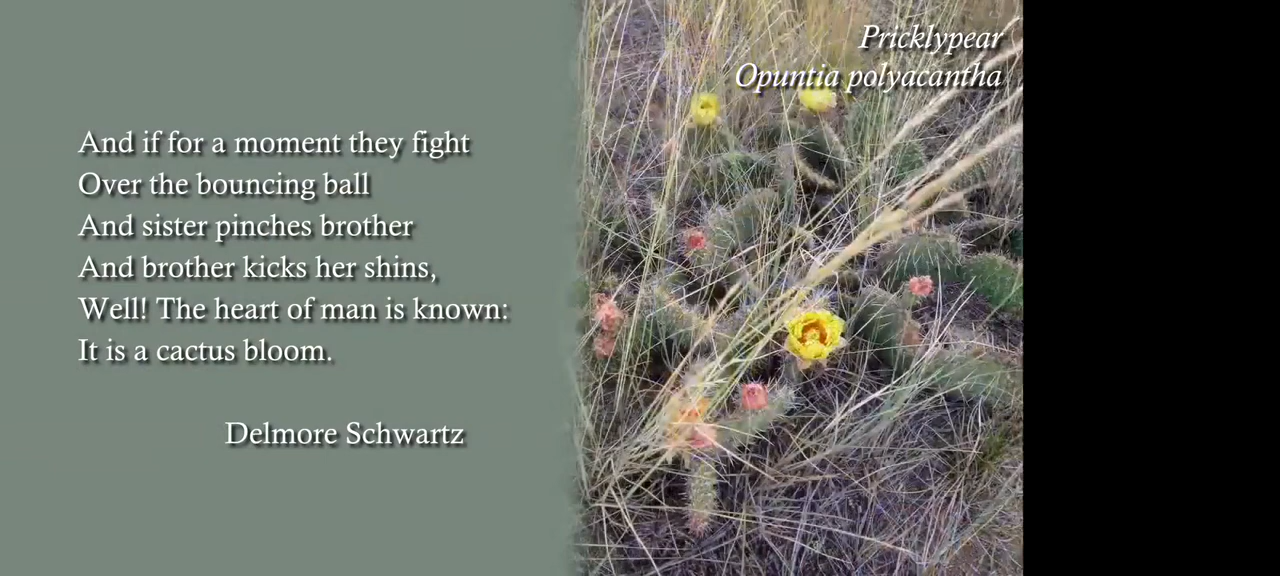 Pricklypear
Opuntia polyacantha
And if for a moment they fight
Over the bouncing ball
And sister pinches brother
And brother kicks her shins,
Well! The heart of man is known:
It is a cactus bloom.
Delmore Schwartz